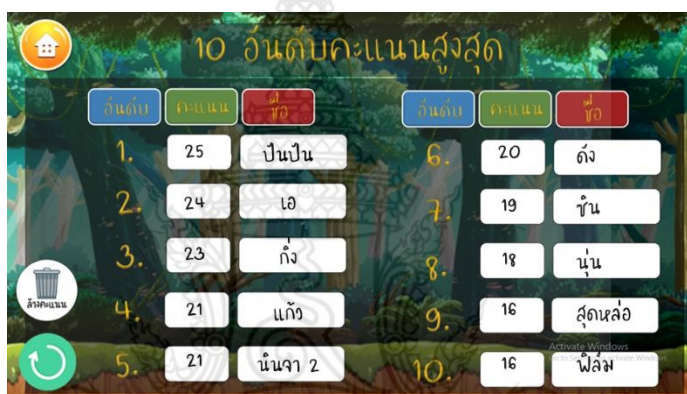 10 อันดับคะแนนสูงสุด
อันดับ คะแนน ชื่อ
1. 25 ปันปัน
2. 24 เอ
3. 23 กิ่ง
4. 21 แก้ว
5. 21 นินจา 2
อันดับ คะแนน ชื่อ
6. 20 ดัง
7. 19 ชิน
8. 18 นุ่น
9. 16 สุดหล่อ
10. 16 ฟิล์ม
ล้างคะแนน
Activate Windows